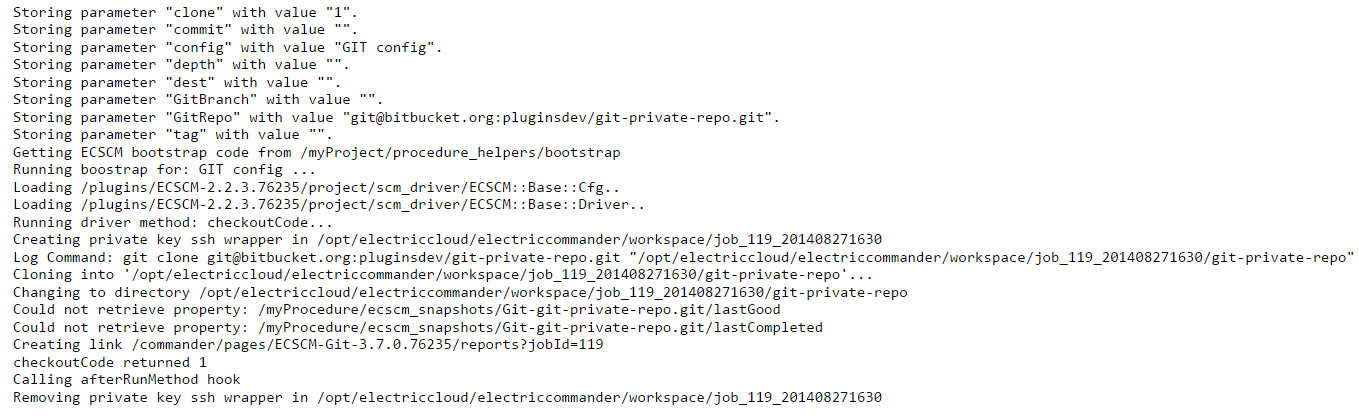 Storing parameter "clone" with value "1".
Storing parameter "commit" with value "".
Storing parameter "config" with value "GIT config".
Storing parameter "depth" with value "".
Storing parameter "dest" with value "".
Storing parameter "GitBranch" with value "".
Storing parameter "GitRepo" with value "git@bitbucket.org:pluginsdev/git-private-repo.git".
Storing parameter "tag" with value "".
Getting ECSCM bootstrap code from /myProject/procedure_helpers/bootstrap
Running boostrap for: GIT config ...
Loading /plugins/ECSCM-2.2.3.76235/project/scm_driver/ECSCM::Base::Cfg..
Loading /plugins/ECSCM-2.2.3.76235/project/scm_driver/ECSCM::Base::Driver..
Running driver method: checkoutCode...
Creating private key ssh wrapper in /opt/electriccloud/electriccommander/workspace/job_119_201408271630
Log Command: git clone git@bitbucket.org:pluginsdev/git-private-repo.git "/opt/electriccloud/electriccommander/workspace/job_119_201408271630/git-private-repo"
Cloning into '/opt/electriccloud/electriccommander/workspace/job_119_201408271630/git-private-repo'...
Changing to directory /opt/electriccloud/electriccommander/workspace/job_119_201408271630/git-private-repo
Could not retrieve property: /myProcedure/ecscm_snapshots/Git-git-private-repo.git/lastGood
Could not retrieve property: /myProcedure/ecscm_snapshots/Git-git-private-repo.git/lastCompleted
Creating link /commander/pages/ECSCM-Git-3.7.0.76235/reports?jobId=119
checkoutCode returned 1
Calling afterRunMethod hook
Removing private key ssh wrapper in /opt/electriccloud/electriccommander/workspace/job_119_201408271630